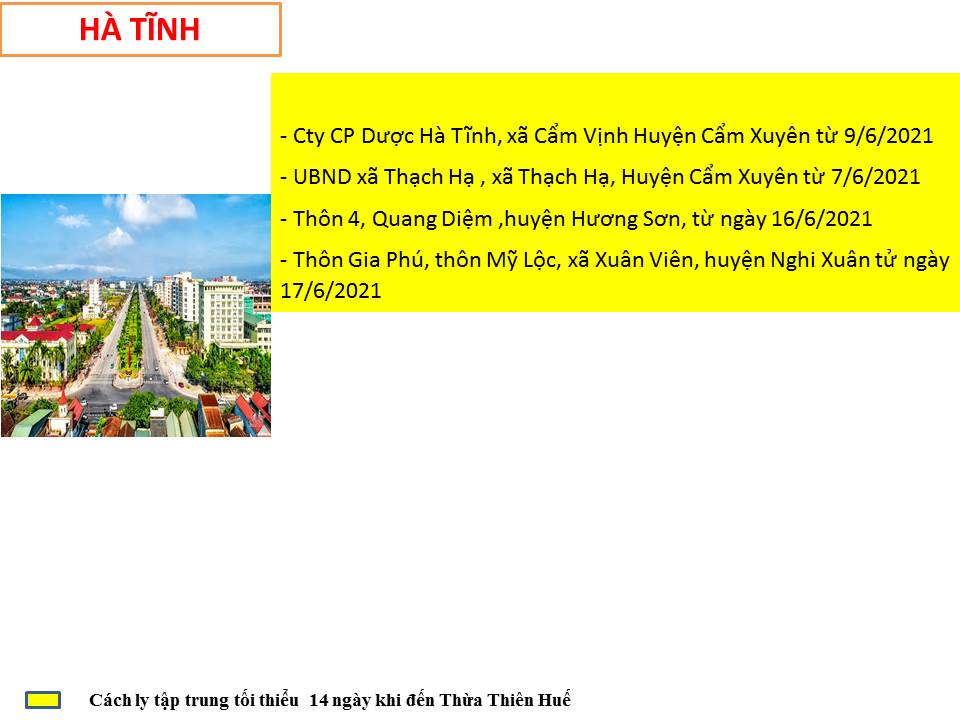 HÀ TĨNH
- Cty CP Dược Hà Tĩnh, xã Cẩm Vịnh Huyện Cẩm Xuyên từ 9/6/2021
- UBND xã Thạch Hạ , xã Thạch Hạ, Huyện Cẩm Xuyên từ 7/6/2021
- Thôn 4, Quang Diệm ,huyện Hương Sơn, từ ngày 16/6/2021
- Thôn Gia Phú, thôn Mỹ Lộc, xã Xuân Viên, huyện Nghi Xuân tử ngày
17/6/2021
Cách ly tập trung tối thiểu 14 ngày khi đến Thừa Thiên Huế